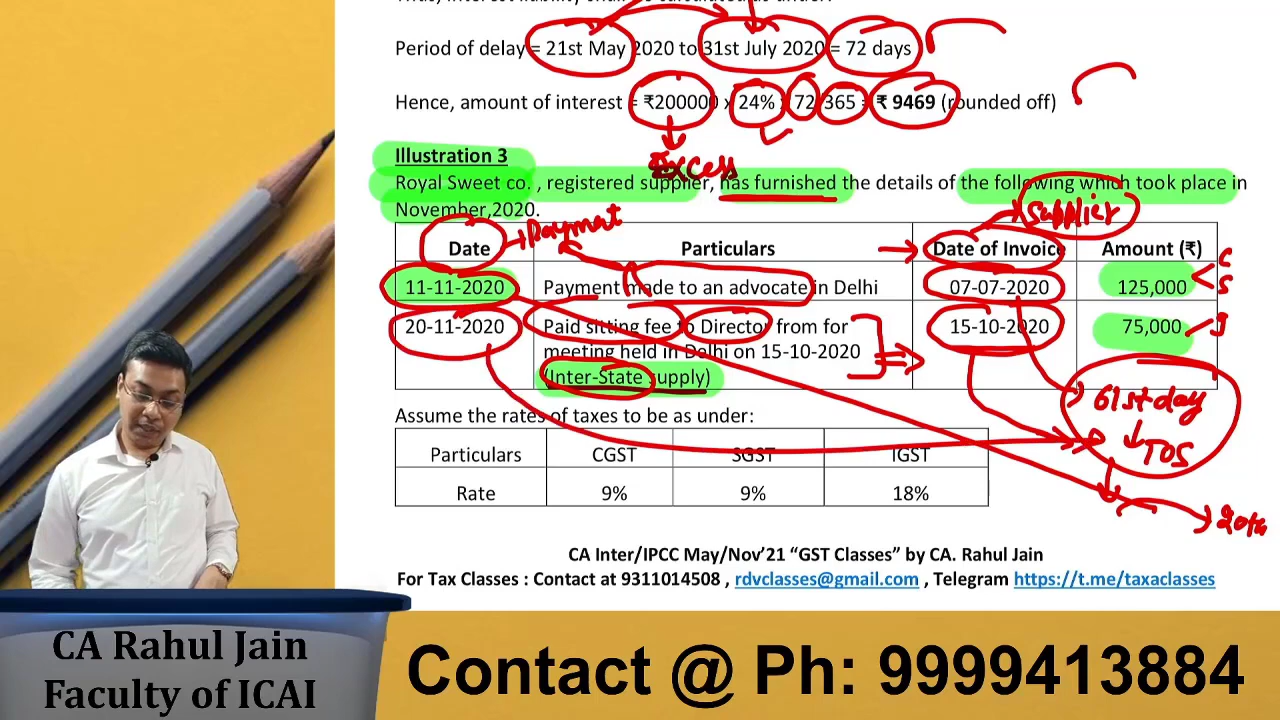 Period of delay = 21st May 2020 to 31st July 2020 = 72 days
Hence, amount of interest = ₹200000 x 24% 72 365 = ₹ 9469 (rounded off)
Excess
Illustration 3
Royal Sweet co. , registered supplier, has furnished the details of the following which took place in
November,2020.
Supplier
Payment
Date Particulars Date of Invoice Amount (₹)
11-11-2020 Payment made to an advocate in Delhi 07-07-2020 125,000
C
S
20-11-2020 Paid sitting fee to Director from for 15-10-2020 75,000
I
meeting held in Delhi on 15-10-2020
(Inter-State supply)
61st day
TOS
Assume the rates of taxes to be as under:
Particulars CGST SGST IGST
Rate 9% 9% 18%
20th
CA Inter/IPCC May/Nov'21 “GST Classes” by CA. Rahul Jain
For Tax Classes : Contact at 9311014508 , rdvclasses@gmail.com , Telegram https://t.me/taxaclasses
CA Rahul Jain
Faculty of ICAI
Contact @ Ph: 9999413884